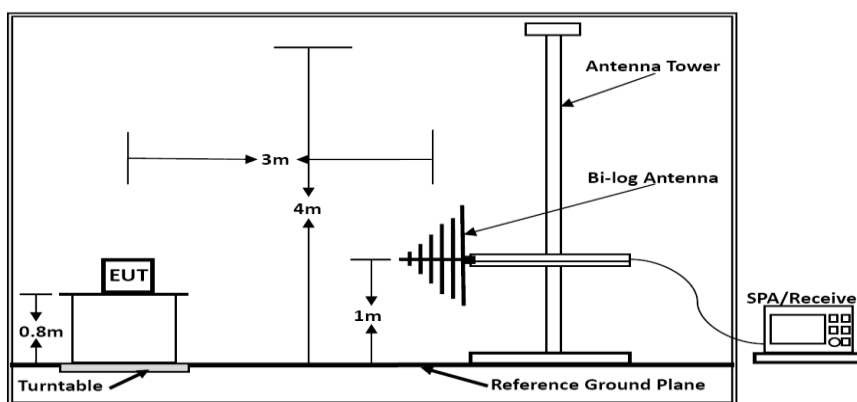 Antenna Tower
3m
Bi-log Antenna
4m
EUT
1m
0.8m
SPA/Receive
Turntable
Reference Ground Plane